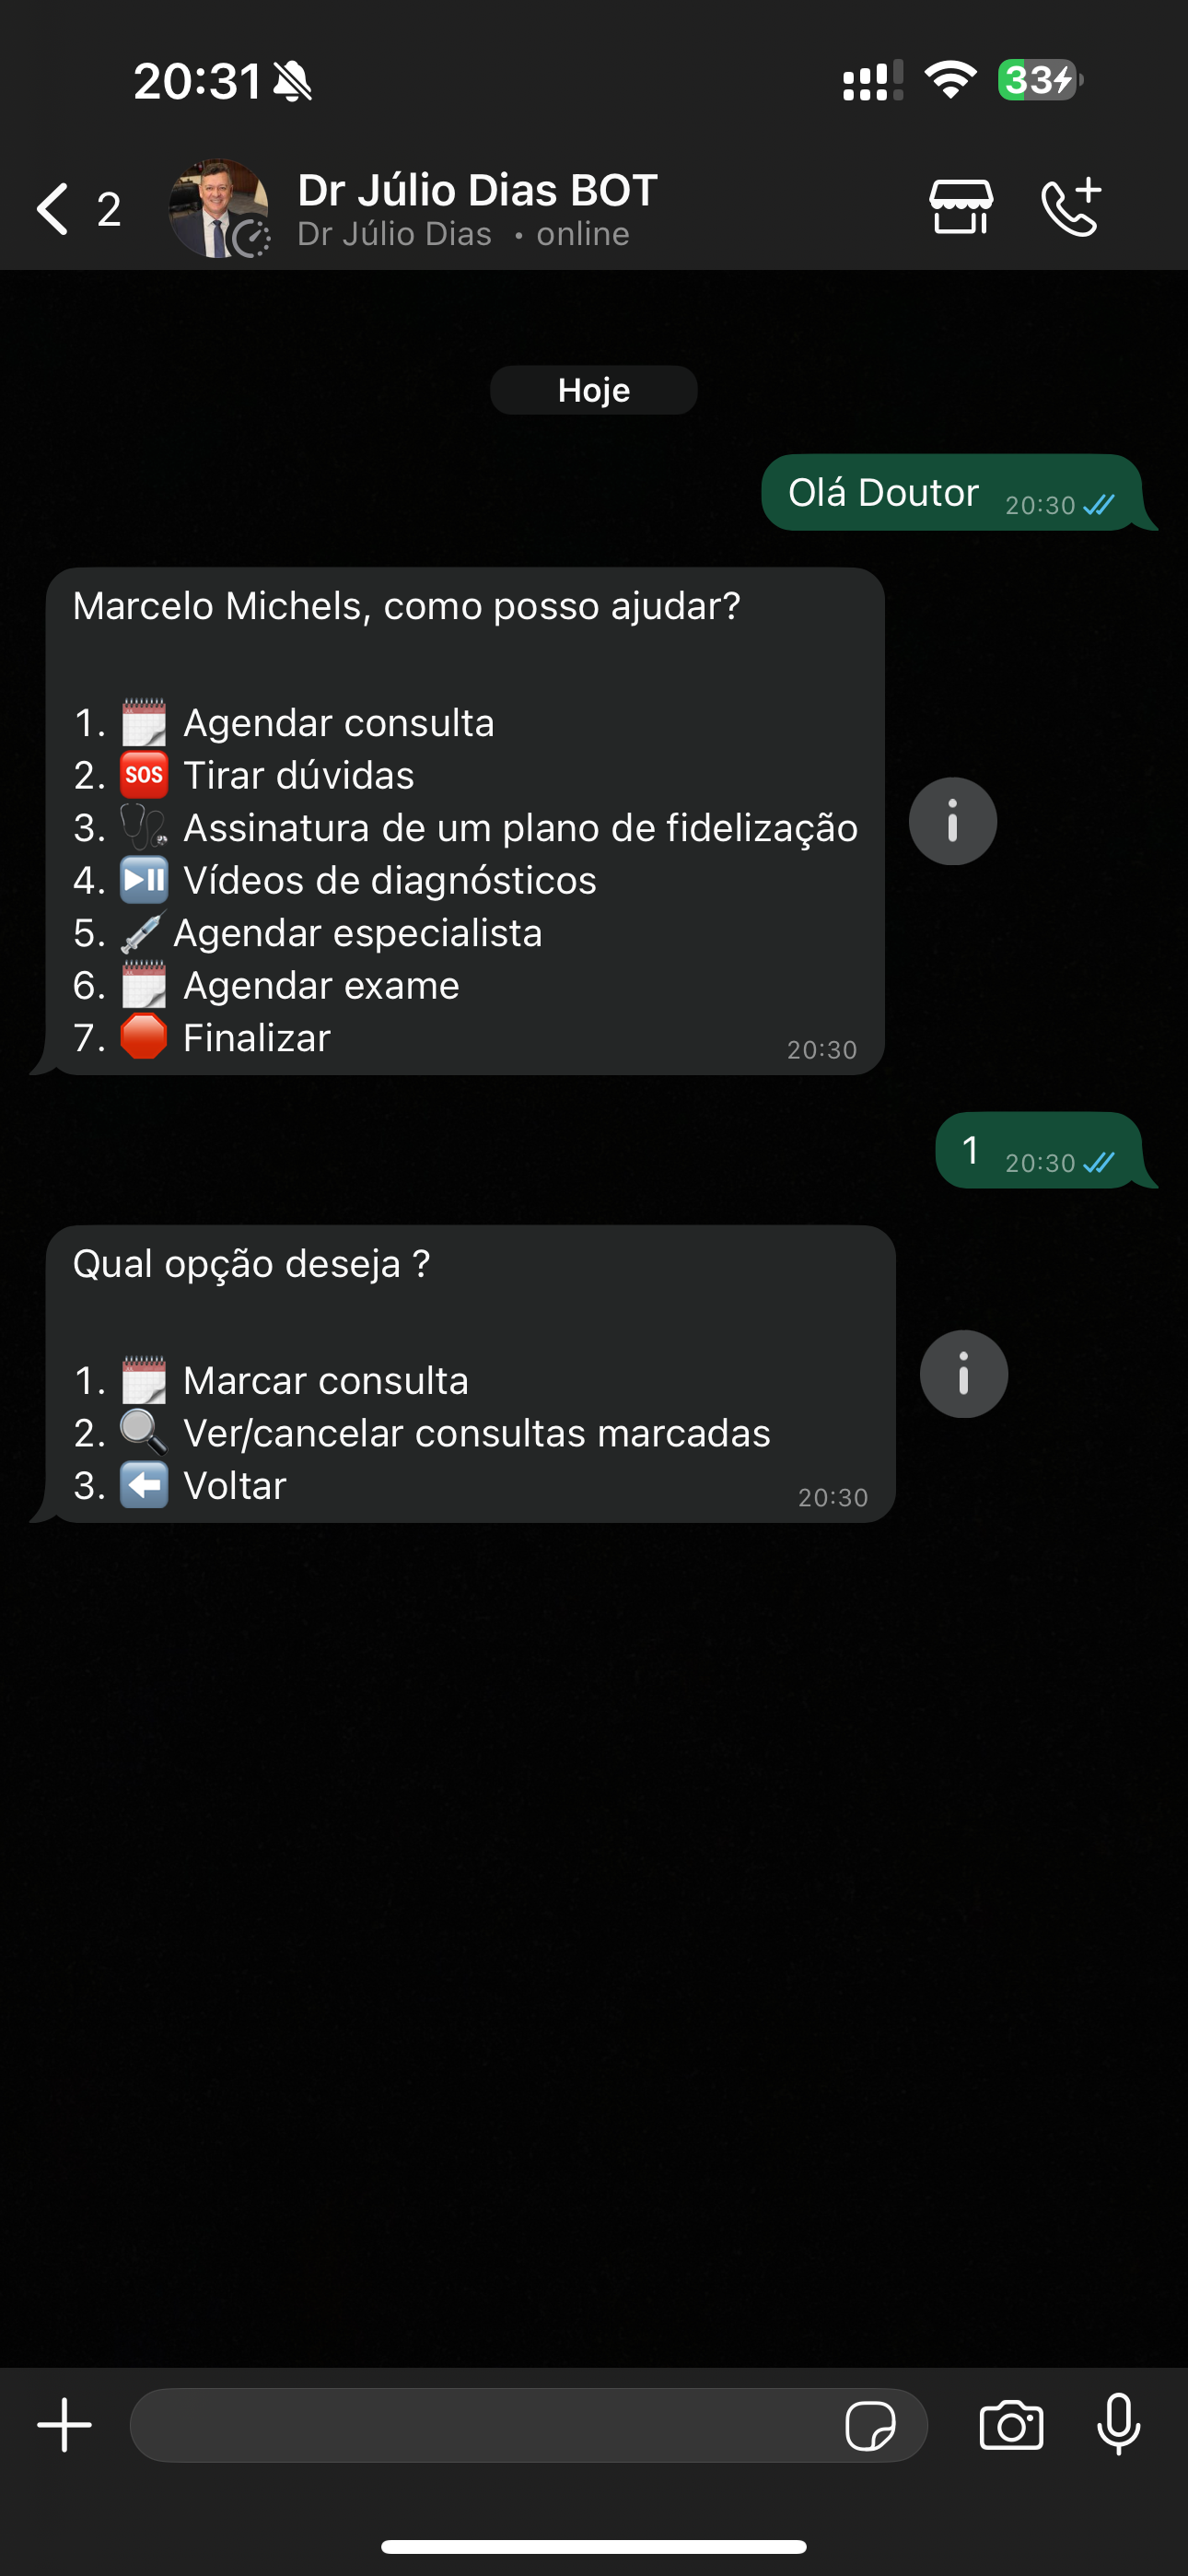 20:31
33
2
Dr Júlio Dias BOT
Dr Júlio Dias • online
Hoje
Olá Doutor 20:30
Marcelo Michels, como posso ajudar?
1. 🗓️ Agendar consulta
2. 🆘 Tirar dúvidas
3. 🩺 Assinatura de um plano de fidelização
4. ⏯️ Vídeos de diagnósticos
5. 💉 Agendar especialista
6. 🗓️ Agendar exame
7. 🛑 Finalizar
20:30
1 20:30
Qual opção deseja ?
1. 🗓️ Marcar consulta
2. 🔍 Ver/cancelar consultas marcadas
3. ⬅️ Voltar
20:30